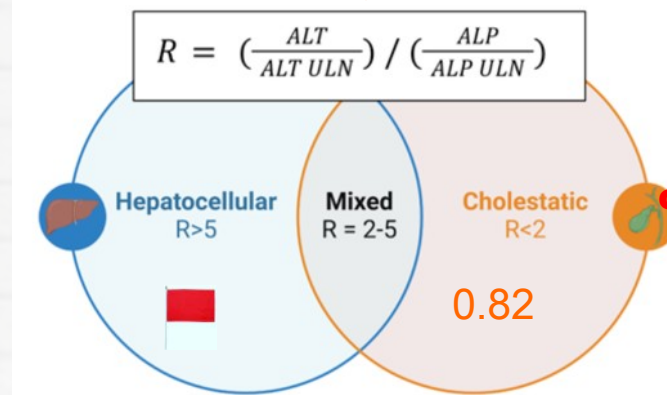 R = (ALT / ALT ULN) / (ALP / ALP ULN)
Hepatocellular
R>5
Mixed
R = 2-5
Cholestatic
R<2
0.82